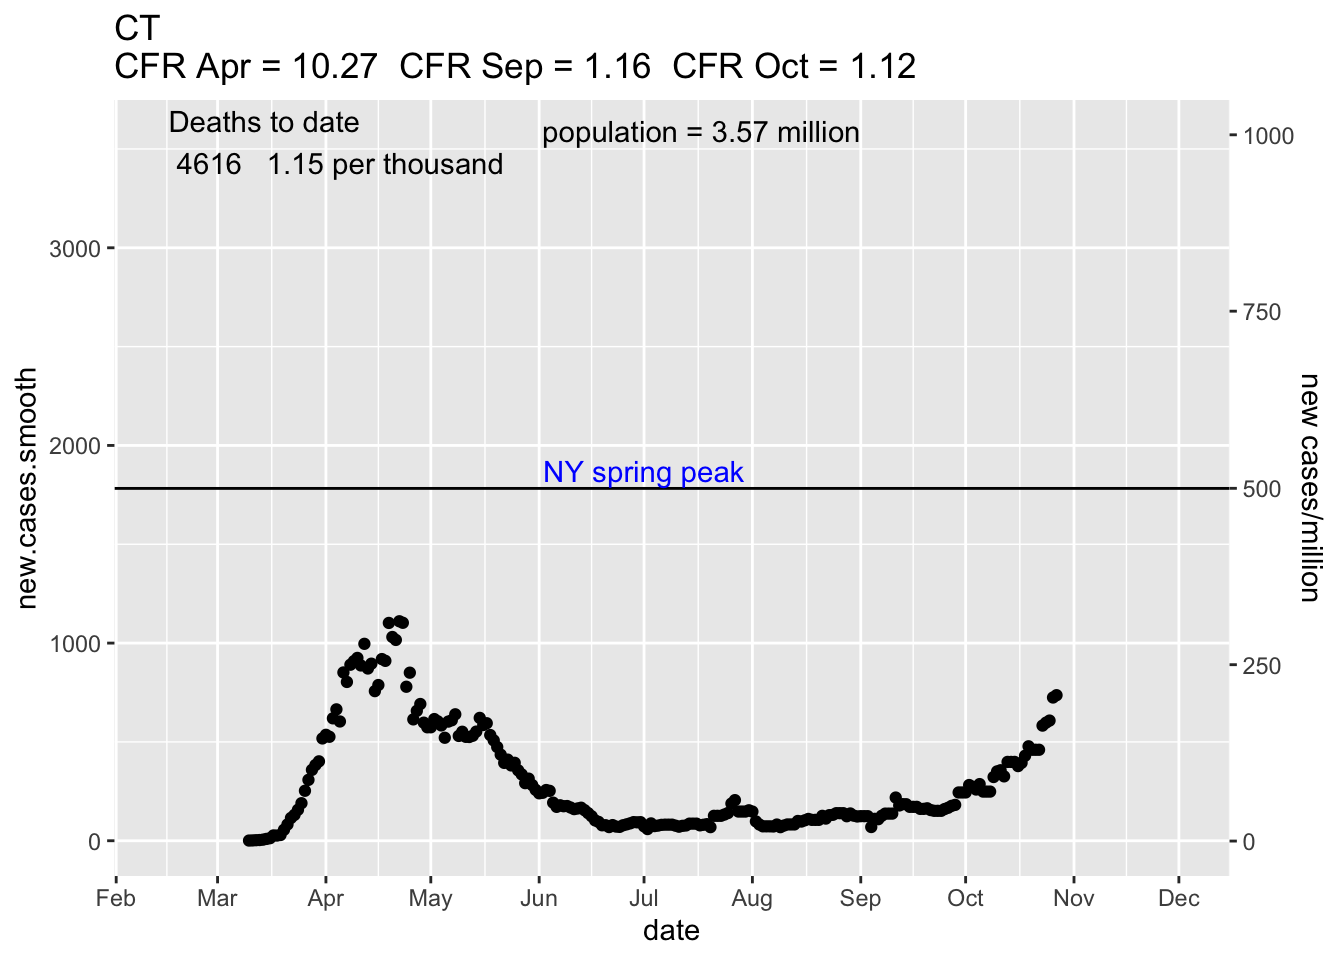 CT
CFR Apr = 10.27  CFR Sep = 1.16  CFR Oct = 1.12
Deaths to date
4616   1.15 per thousand
population = 3.57 million
NY spring peak
new.cases.smooth
3000
2000
1000
0
new cases/million
1000
750
500
250
0
Feb Mar Apr May Jun Jul Aug Sep Oct Nov Dec
date